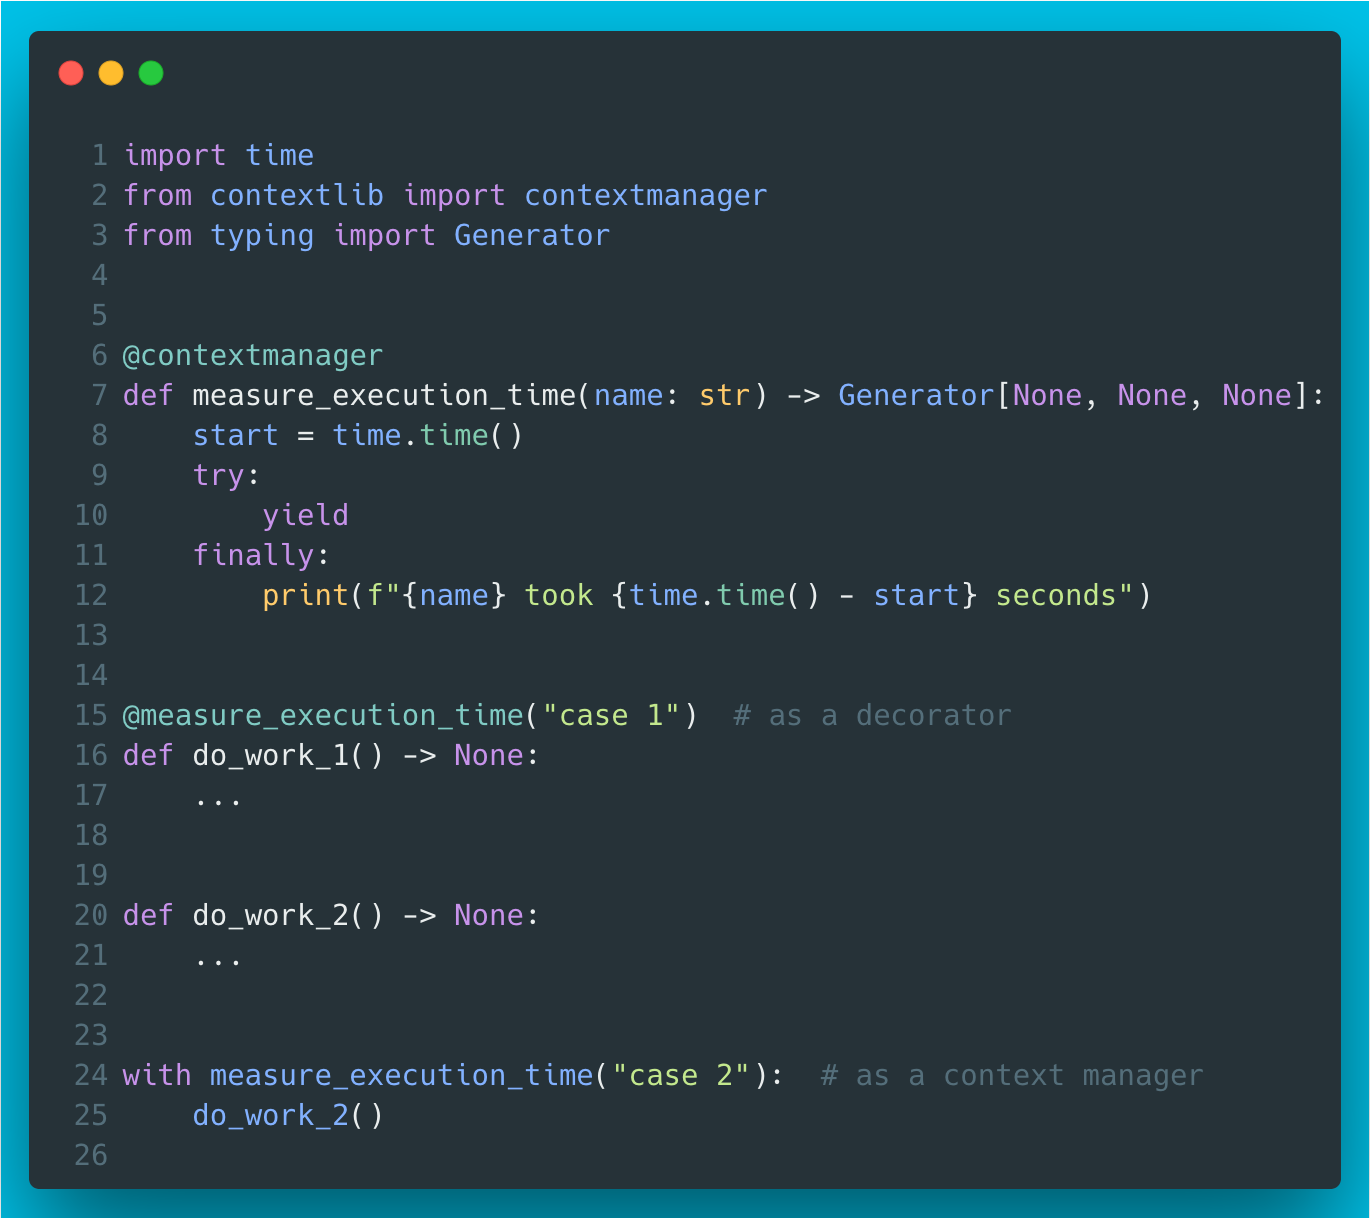 1 import time
2 from contextlib import contextmanager
3 from typing import Generator
4
5
6 @contextmanager
7 def measure_execution_time(name: str) -> Generator[None, None, None]:
8     start = time.time()
9     try:
10         yield
11     finally:
12         print(f"{name} took {time.time() - start} seconds")
13
14
15 @measure_execution_time("case 1")  # as a decorator
16 def do_work_1() -> None:
17     ...
18
19
20 def do_work_2() -> None:
21     ...
22
23
24 with measure_execution_time("case 2"):  # as a context manager
25     do_work_2()
26